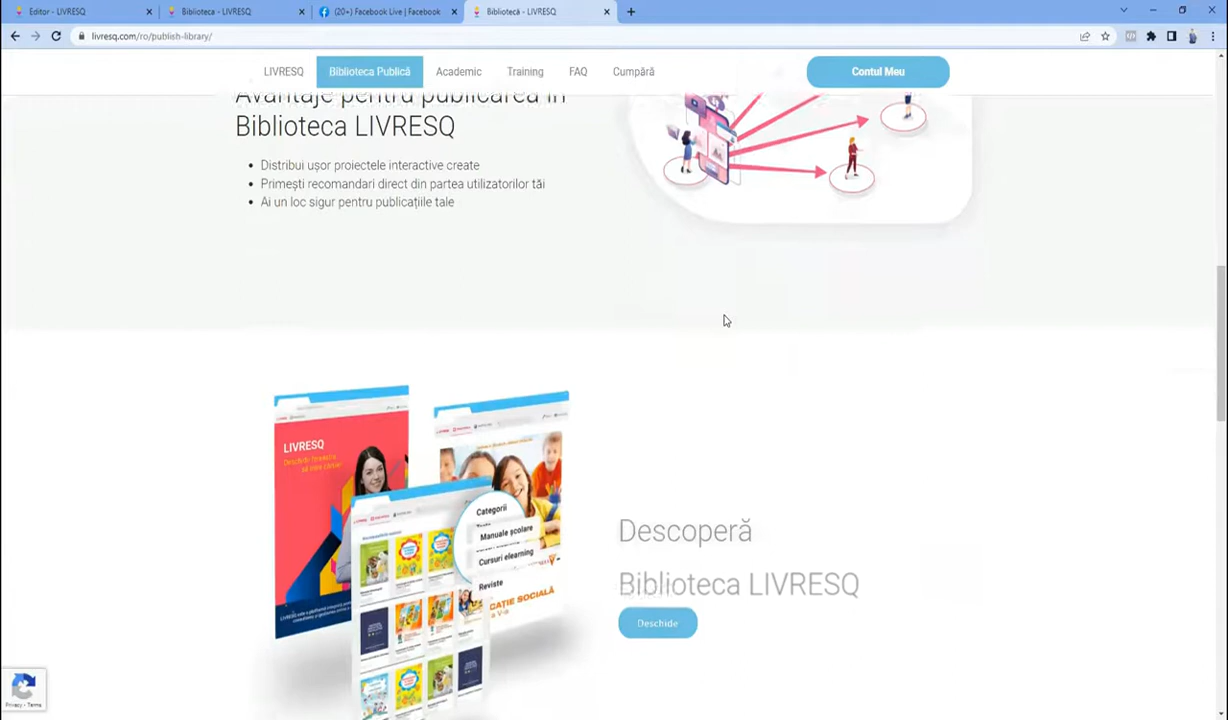 Editor - LIVRESQ
Biblioteca - LIVRESQ
(20+) Facebook Live | Facebook
Bibliotecă - LIVRESQ
livresq.com/ro/publish-library/
LIVRESQ
Biblioteca Publică
Academic
Training
FAQ
Cumpără
Contul Meu
Avantaje pentru publicarea în
Biblioteca LIVRESQ
Distribui ușor proiectele interactive create
Primești recomandari direct din partea utilizatorilor tăi
Ai un loc sigur pentru publicațiile tale
LIVRESQ
Categorii
Manuale școlare
Cursuri elearning
Reviste
Descoperă
Biblioteca LIVRESQ
Deschide
Privacy - Terms